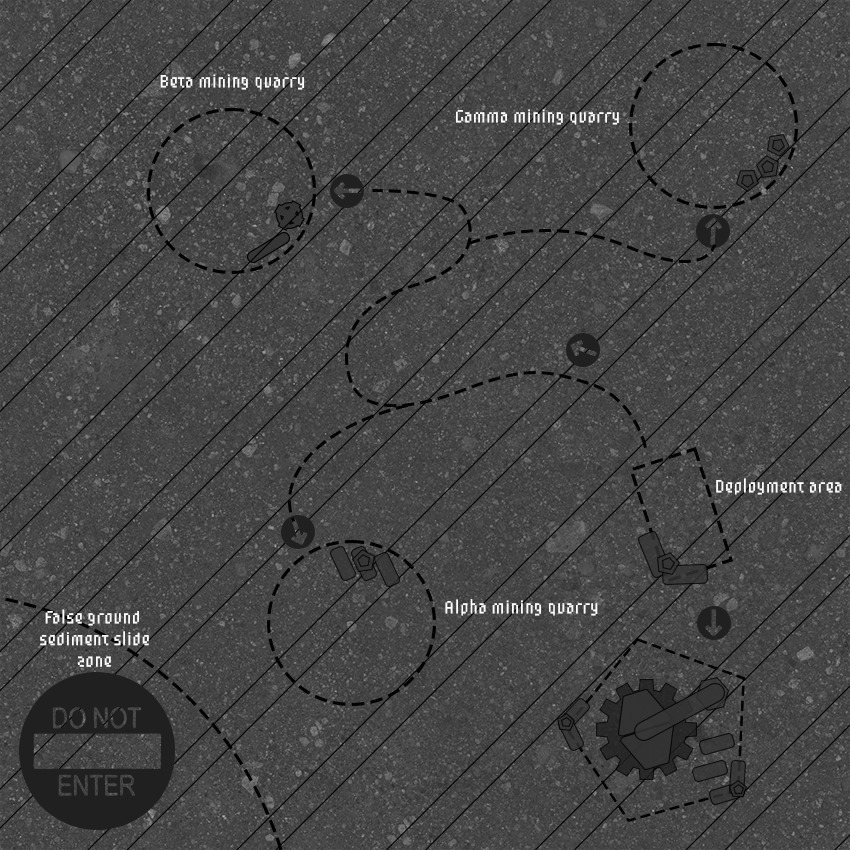 Beta mining quarry
Gamma mining quarry
Deployment area
Alpha mining quarry
False ground
sediment slide
zone
DO NOT
ENTER